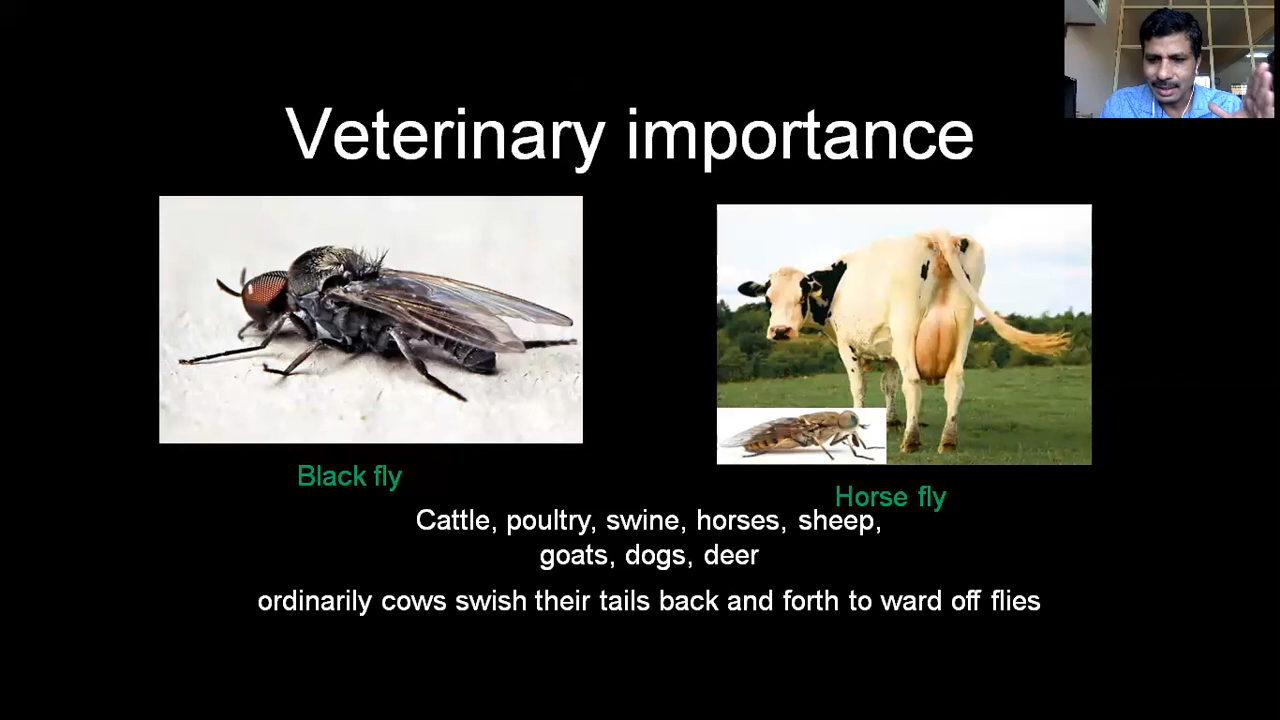 Veterinary importance
Black fly
Horse fly
Cattle, poultry, swine, horses, sheep,
goats, dogs, deer
ordinarily cows swish their tails back and forth to ward off flies